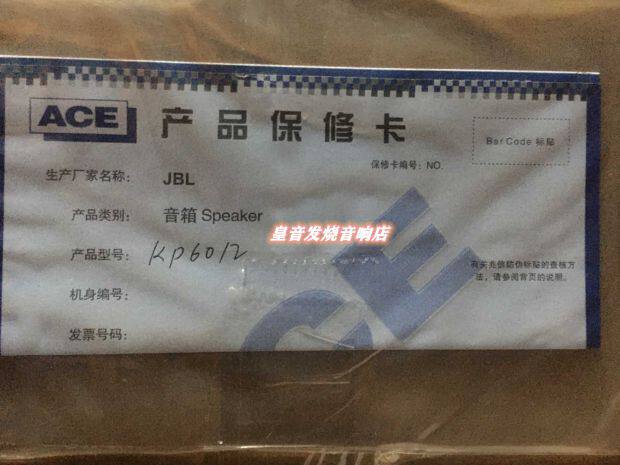 ACE 产品保修卡
Bar Code 标贴
保修卡编号：NO.
生产厂家名称： JBL
产品类别： 音箱 Speaker
皇音发烧音响店
产品型号： KP6012
有关兆信防伪标贴的查核方
法，请参阅背页的说明。
机身编号：
发票号码：
CE